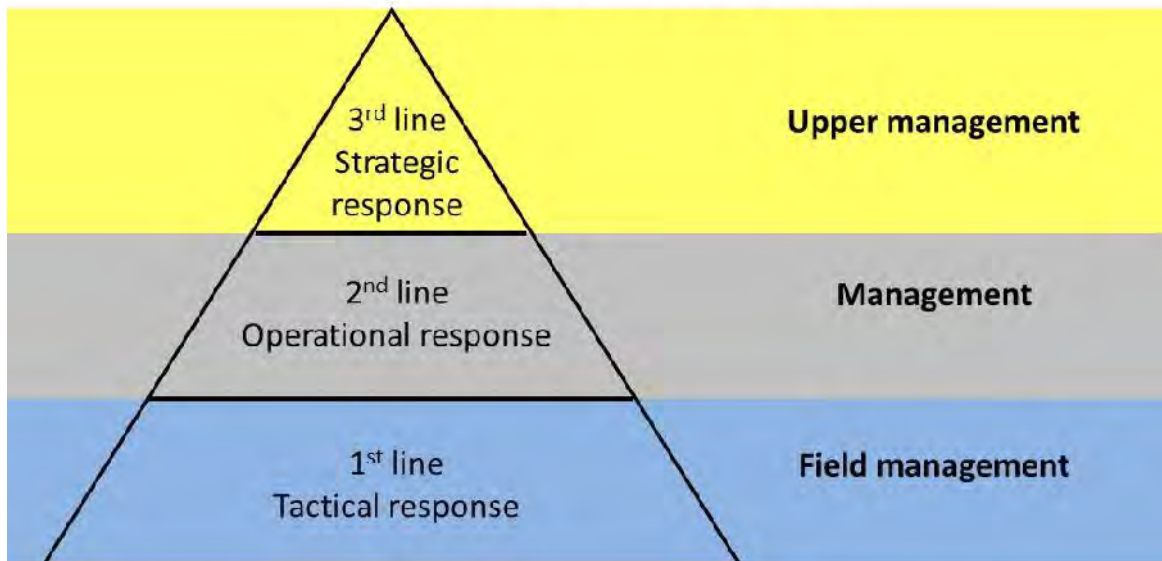 3rd line
Strategic
response
Upper management
2nd line
Operational response
Management
1st line
Tactical response
Field management